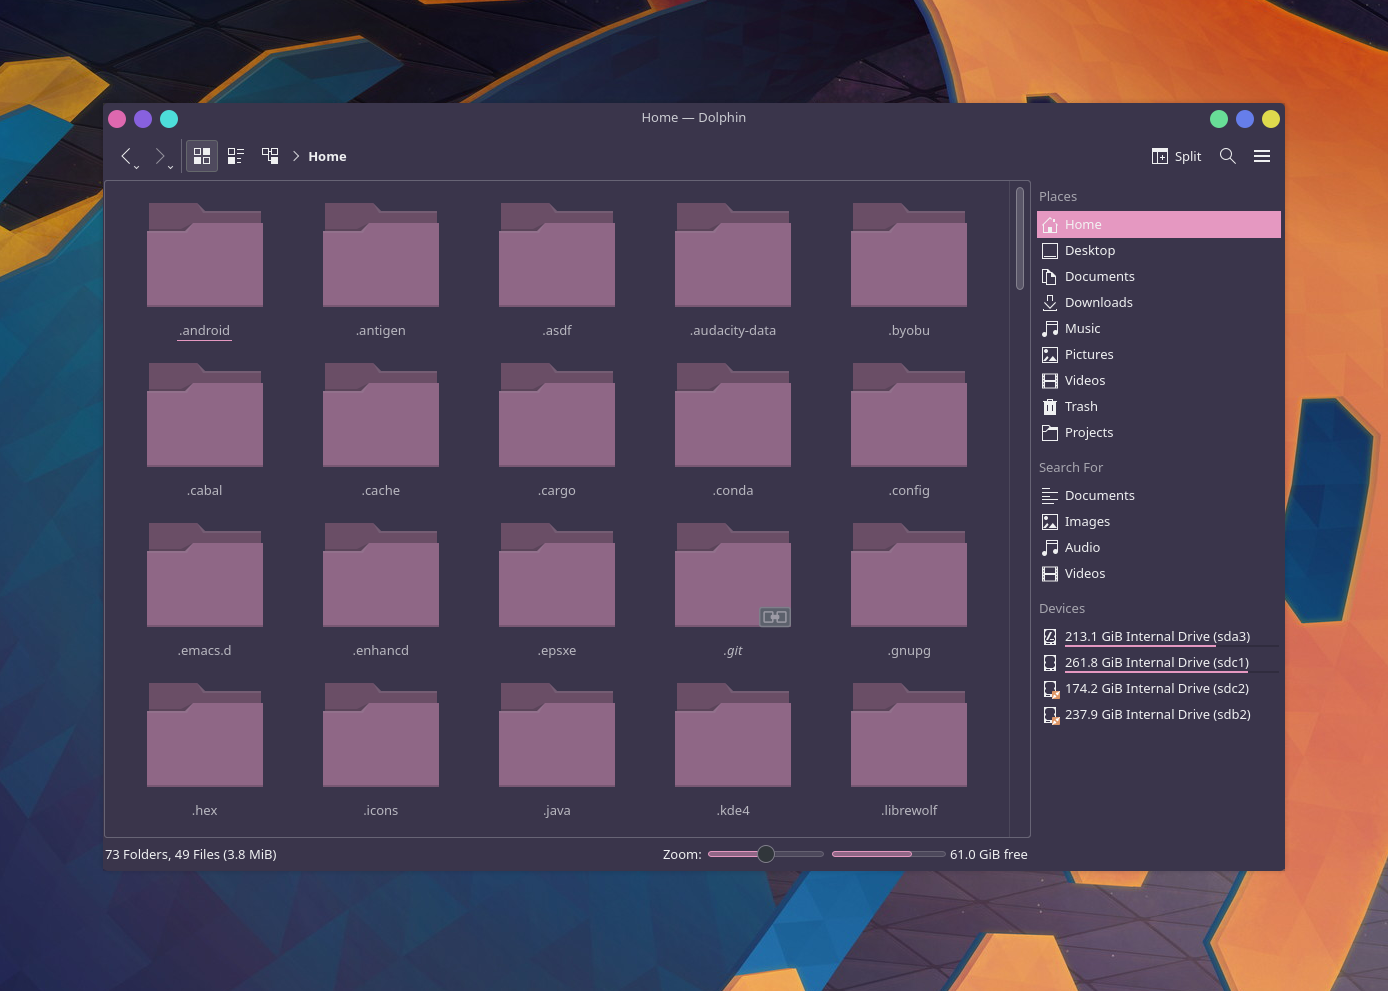 Home — Dolphin
Home
Split
.android
.antigen
.asdf
.audacity-data
.byobu
.cabal
.cache
.cargo
.conda
.config
.emacs.d
.enhancd
.epsxe
.git
.gnupg
.hex
.icons
.java
.kde4
.librewolf
Places
Home
Desktop
Documents
Downloads
Music
Pictures
Videos
Trash
Projects
Search For
Documents
Images
Audio
Videos
Devices
213.1 GiB Internal Drive (sda3)
261.8 GiB Internal Drive (sdc1)
174.2 GiB Internal Drive (sdc2)
237.9 GiB Internal Drive (sdb2)
73 Folders, 49 Files (3.8 MiB)
Zoom:
61.0 GiB free